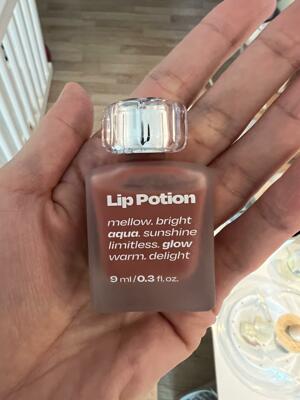 Lip Potion
mellow. bright
aqua. sunshine
limitless. glow
warm. delight
9 ml/0.3 fl.oz.